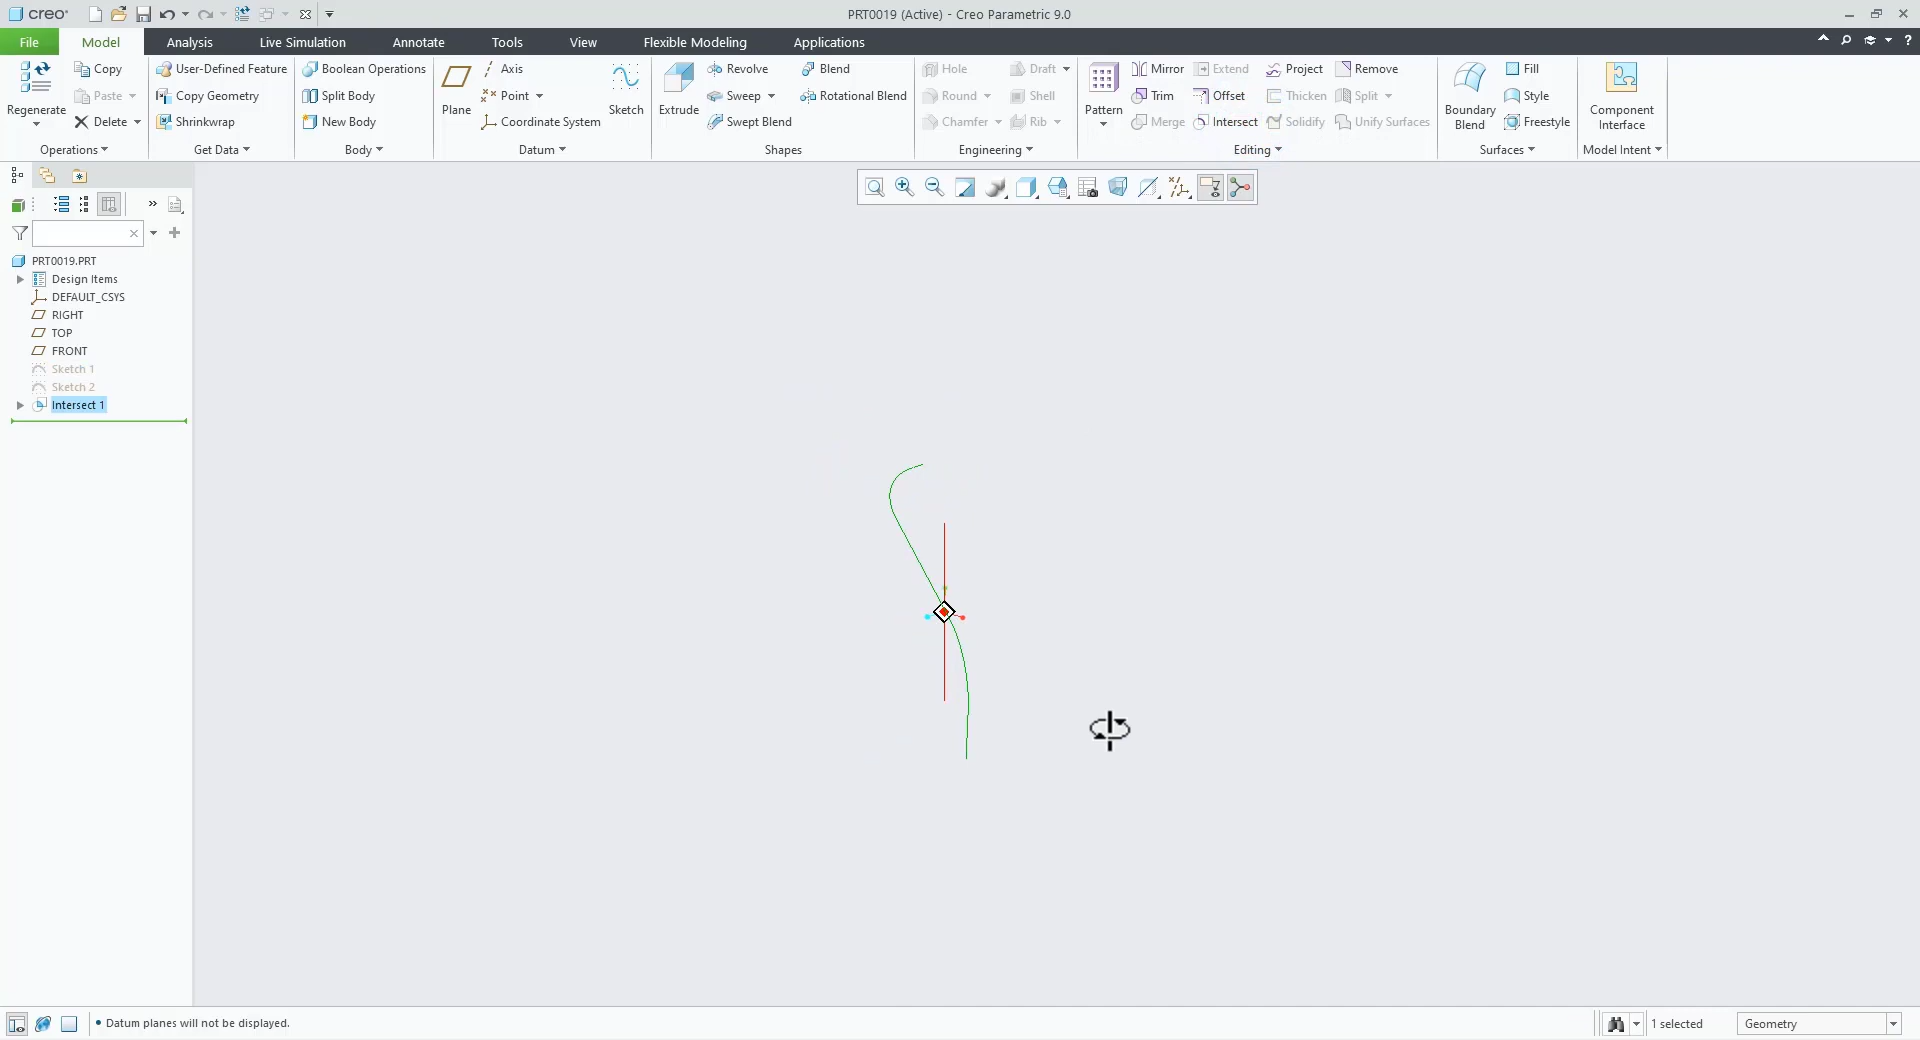 creo
PRT0019 (Active) - Creo Parametric 9.0
File Model Analysis Live Simulation Annotate Tools View Flexible Modeling Applications
Regenerate
Copy
Paste
Delete
Operations
User-Defined Feature
Copy Geometry
Shrinkwrap
Get Data
Boolean Operations
Split Body
New Body
Body
Plane
Axis
Point
Coordinate System
Sketch
Datum
Extrude
Revolve
Sweep
Swept Blend
Blend
Rotational Blend
Shapes
Hole
Round
Chamfer
Draft
Shell
Rib
Engineering
Pattern
Mirror
Trim
Merge
Extend
Offset
Intersect
Project
Thicken
Solidify
Remove
Split
Unify Surfaces
Editing
Boundary
Blend
Fill
Style
Freestyle
Surfaces
Component
Interface
Model Intent
PRT0019.PRT
Design Items
DEFAULT_CSYS
RIGHT
TOP
FRONT
Sketch 1
Sketch 2
Intersect 1
• Datum planes will not be displayed.
1 selected
Geometry